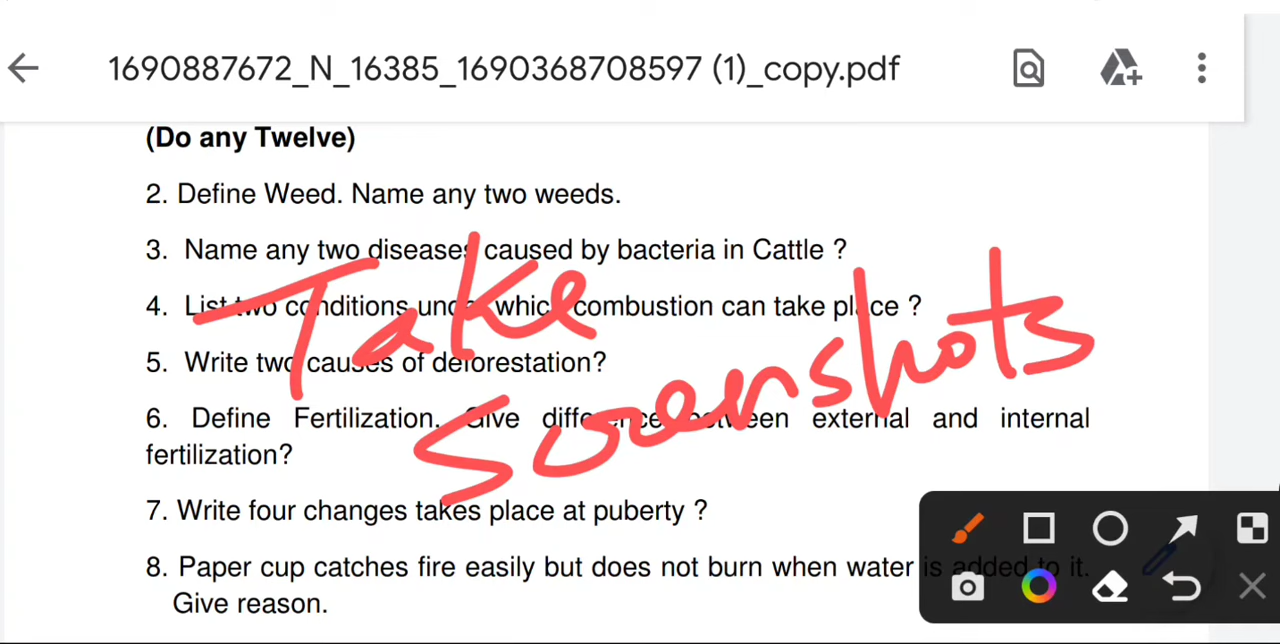 1690887672_N_16385_1690368708597 (1)_copy.pdf
(Do any Twelve)
2. Define Weed. Name any two weeds.
3. Name any two diseases caused by bacteria in Cattle ?
4. List two conditions under which combustion can take place ?
5. Write two causes of deforestation?
6. Define Fertilization. Give difference between external and internal
fertilization?
7. Write four changes takes place at puberty ?
8. Paper cup catches fire easily but does not burn when water is added to it.
Give reason.
Take
Screenshots